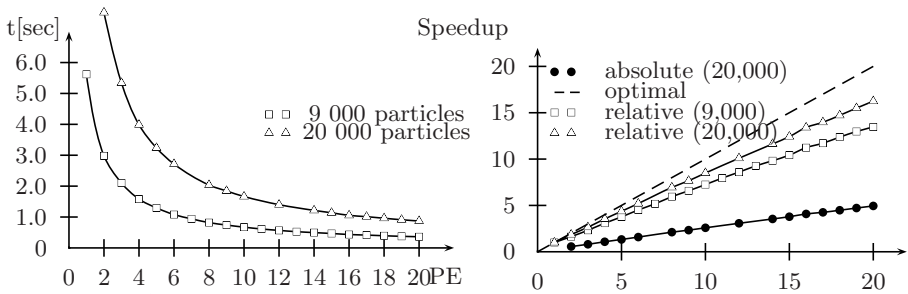 t[sec]
6.0
5.0
4.0
3.0
2.0
1.0
0
0 2 4 6 8 10 12 14 16 18 20 PE
9 000 particles
20 000 particles
Speedup
20
15
10
5
0
0 5 10 15 20
absolute (20,000)
optimal
relative (9,000)
relative (20,000)